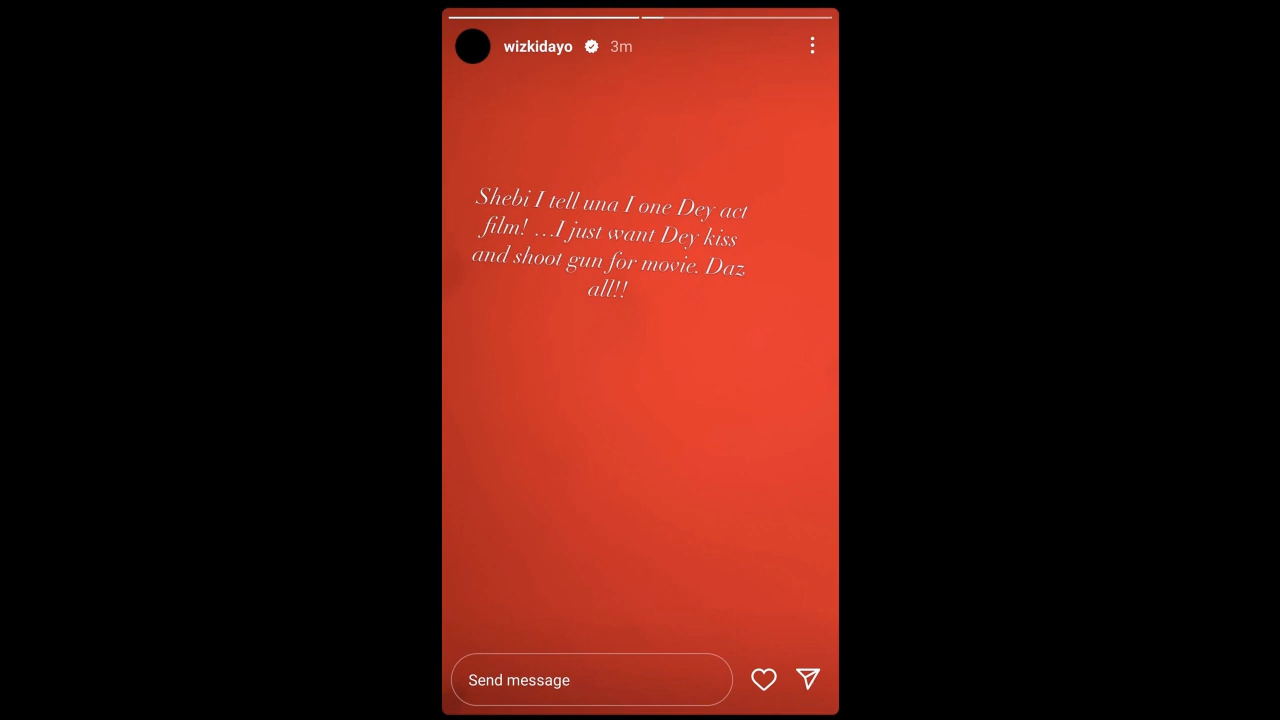 wizkidayo 3m
Shebi I tell una I one Dey act
film! ...I just want Dey kiss
and shoot gun for movie. Daz
all!!
Send message